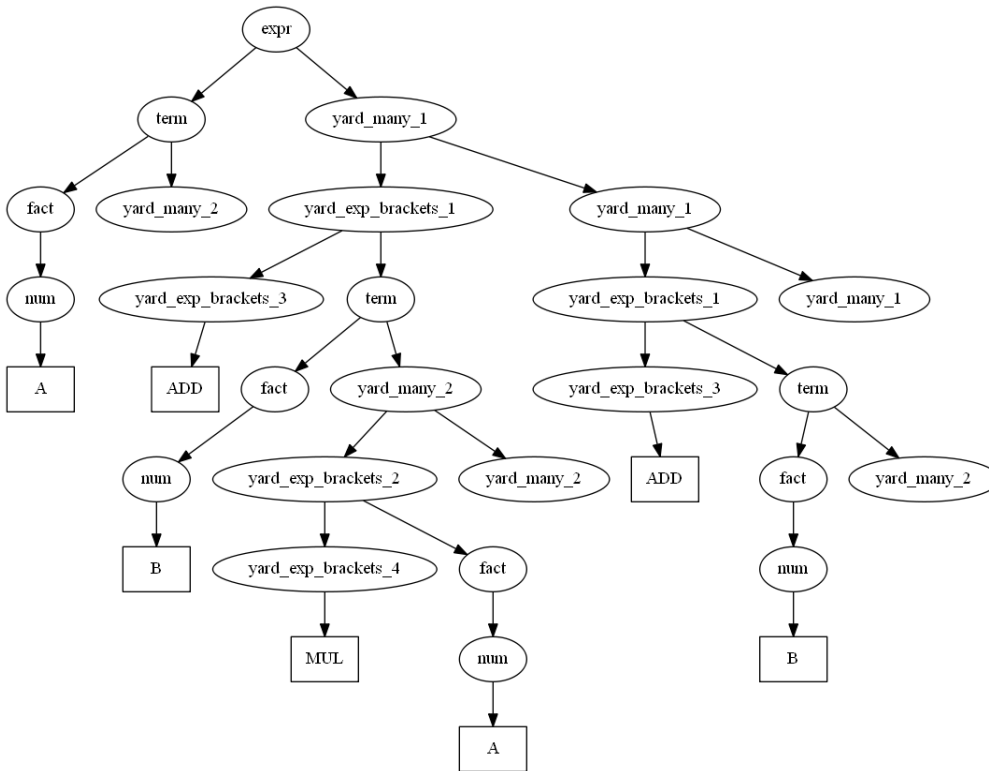 expr
term yard_many_1
fact yard_many_2 yard_exp_brackets_1 yard_many_1
num yard_exp_brackets_3 term yard_exp_brackets_1 yard_many_1
A ADD fact yard_many_2 yard_exp_brackets_3 term
num yard_exp_brackets_2 yard_many_2 ADD fact yard_many_2
B yard_exp_brackets_4 fact num
MUL num B
A